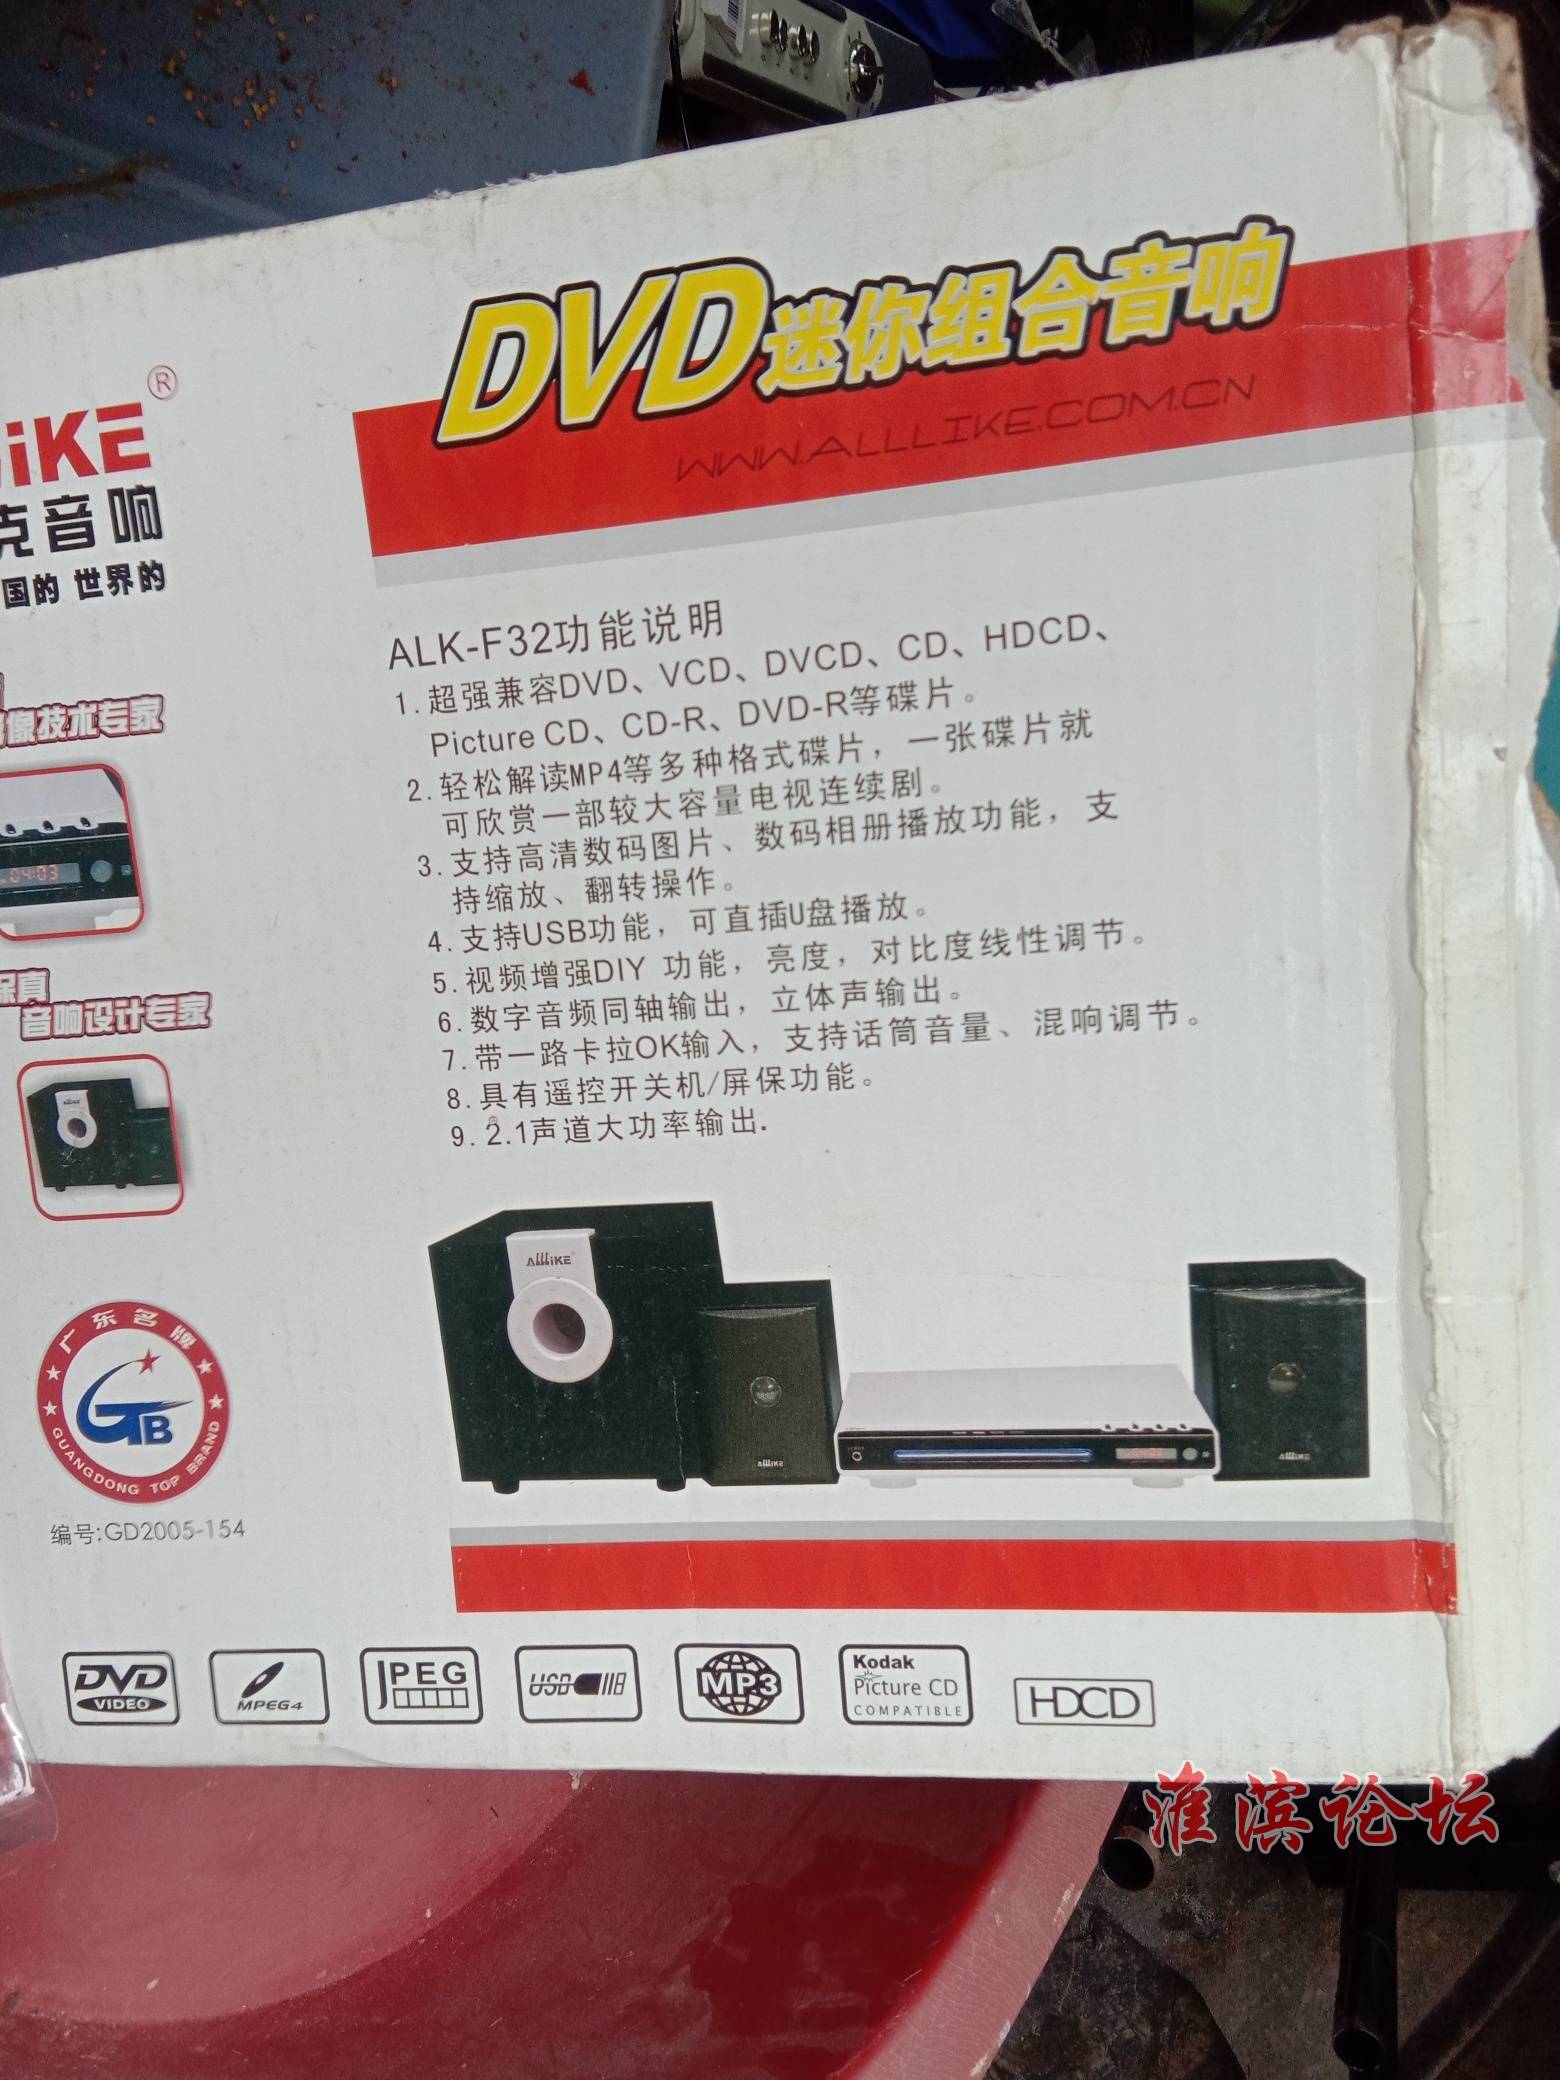 DVD迷你组合音响
WWW.ALLLIKE.COM.CN
iKE®
克音响
国的 世界的
像技术专家
04:03
保真
音响设计专家
ALK-F32功能说明
1.超强兼容DVD、VCD、DVCD、CD、HDCD、
Picture CD、CD-R、DVD-R等碟片。
2.轻松解读MP4等多种格式碟片，一张碟片就
可欣赏一部较大容量电视连续剧。
3.支持高清数码图片、数码相册播放功能，支
持缩放、翻转操作。
4.支持USB功能，可直插U盘播放。
5.视频增强DIY 功能，亮度，对比度线性调节。
6.数字音频同轴输出，立体声输出。
7.带一路卡拉OK输入，支持话筒音量、混响调节。
8.具有遥控开关机/屏保功能。
9.2.1声道大功率输出.
ALLLiKE
ALLLiKE
ALLLiKE
广东名牌
GB
GUANGDONG TOP BRAND
编号:GD2005-154
DVD
VIDEO
MPEG4
JPEG
USB
MP3
Kodak
Picture CD
COMPATIBLE
HDCD
淮滨论坛